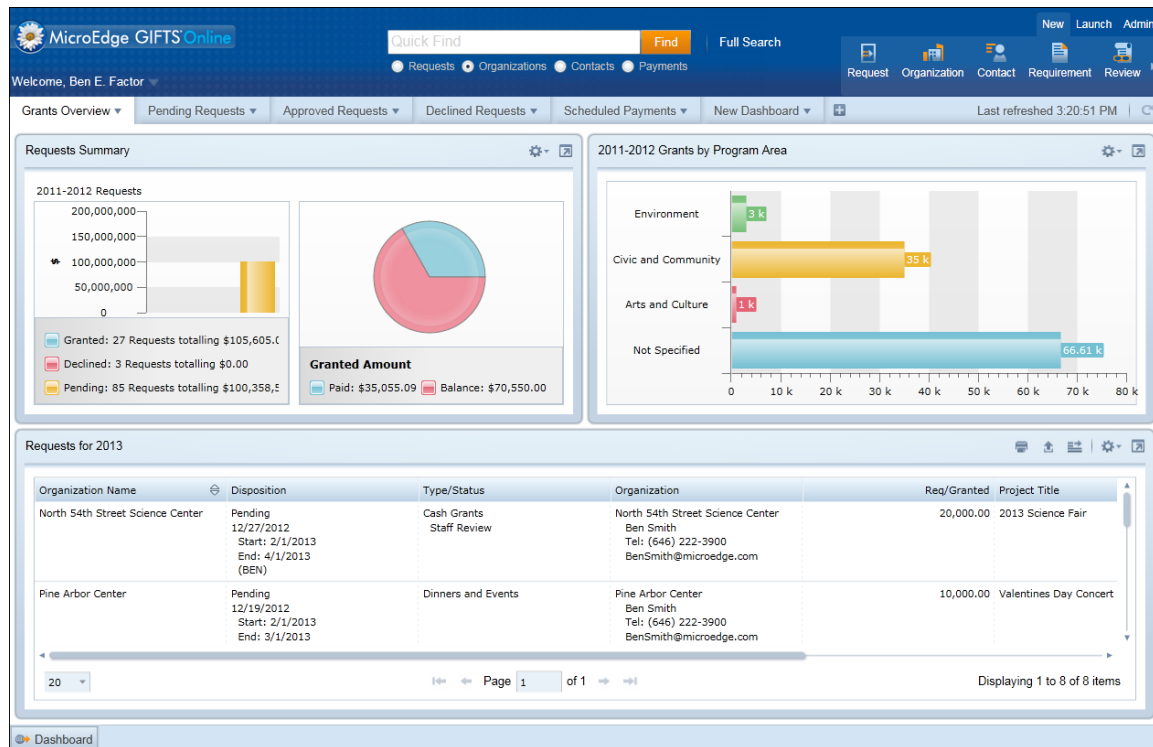 MicroEdge GIFTS Online
Quick Find
Find
Full Search
Requests Organizations Contacts Payments
New Launch Admin
Request Organization Contact Requirement Review
Welcome, Ben E. Factor
Grants Overview Pending Requests Approved Requests Declined Requests Scheduled Payments New Dashboard Last refreshed 3:20:51 PM
Requests Summary
2011-2012 Requests
200,000,000
150,000,000
$ 100,000,000
50,000,000
0
Granted: 27 Requests totalling $105,605.(
Declined: 3 Requests totalling $0.00
Pending: 85 Requests totalling $100,358,5
Granted Amount
Paid: $35,055.09 Balance: $70,550.00
2011-2012 Grants by Program Area
Environment 3 k
Civic and Community 35 k
Arts and Culture 1 k
Not Specified 66.61 k
0 10 k 20 k 30 k 40 k 50 k 60 k 70 k 80 k
Requests for 2013
Organization Name Disposition Type/Status Organization Req/Granted Project Title
North 54th Street Science Center Pending Cash Grants North 54th Street Science Center 20,000.00 2013 Science Fair
12/27/2012 Staff Review Ben Smith
Start: 2/1/2013 Tel: (646) 222-3900
End: 4/1/2013 BenSmith@microedge.com
(BEN)
Pine Arbor Center Pending Dinners and Events Pine Arbor Center 10,000.00 Valentines Day Concert
12/19/2012 Ben Smith
Start: 2/1/2013 Tel: (646) 222-3900
End: 3/1/2013 BenSmith@microedge.com
20 Page 1 of 1 Displaying 1 to 8 of 8 items
Dashboard